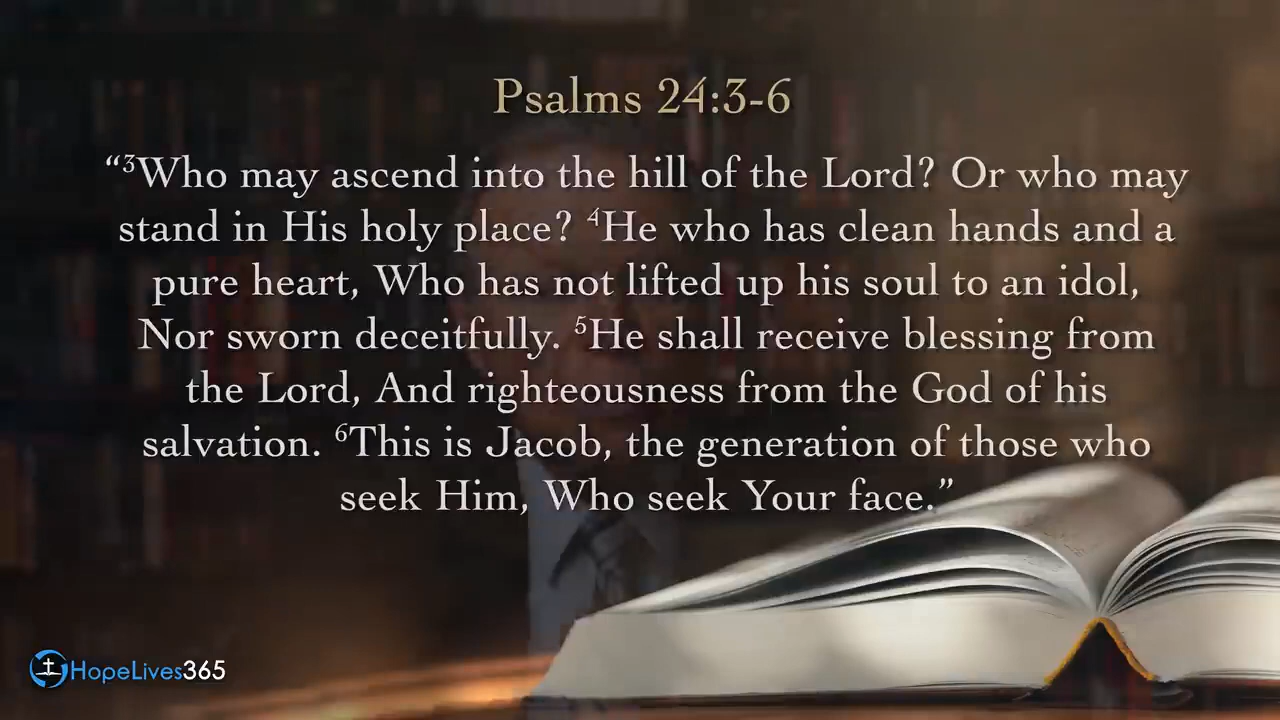 Psalms 24:3-6
“³Who may ascend into the hill of the Lord? Or who may
stand in His holy place? ⁴He who has clean hands and a
pure heart, Who has not lifted up his soul to an idol,
Nor sworn deceitfully. ⁵He shall receive blessing from
the Lord, And righteousness from the God of his
salvation. ⁶This is Jacob, the generation of those who
seek Him, Who seek Your face.”
HopeLives365